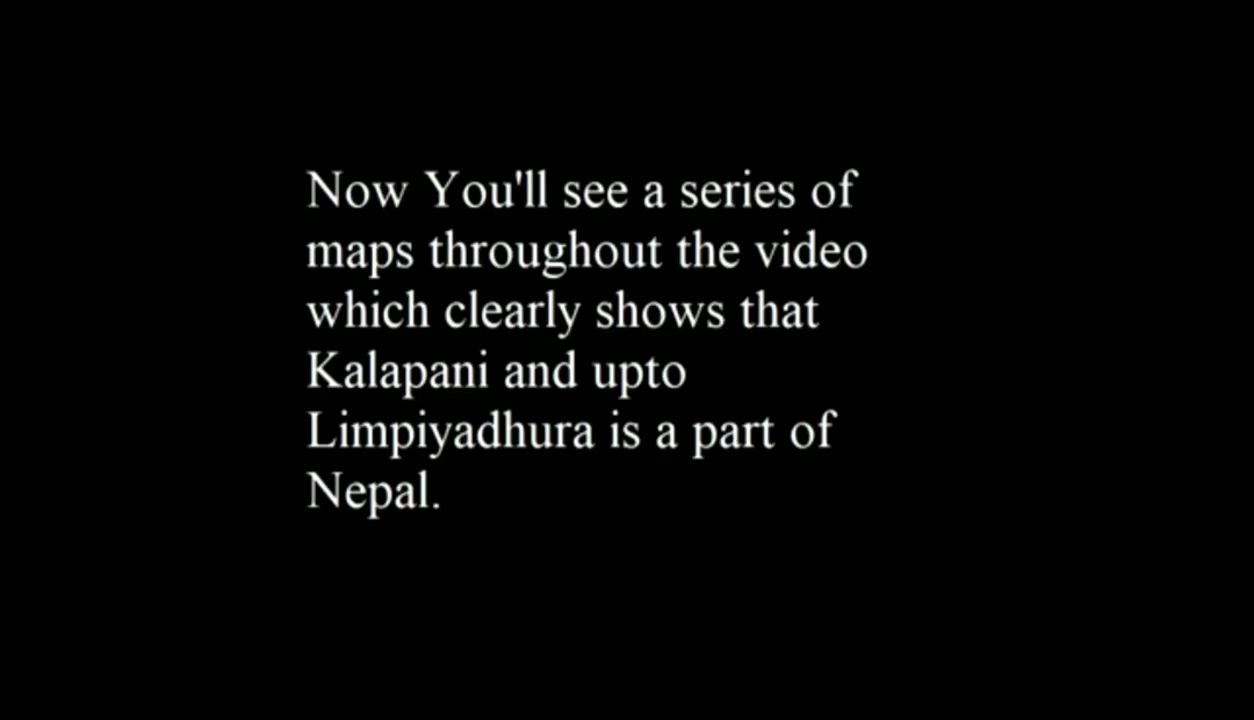 Now You'll see a series of
maps throughout the video
which clearly shows that
Kalapani and upto
Limpiyadhura is a part of
Nepal.